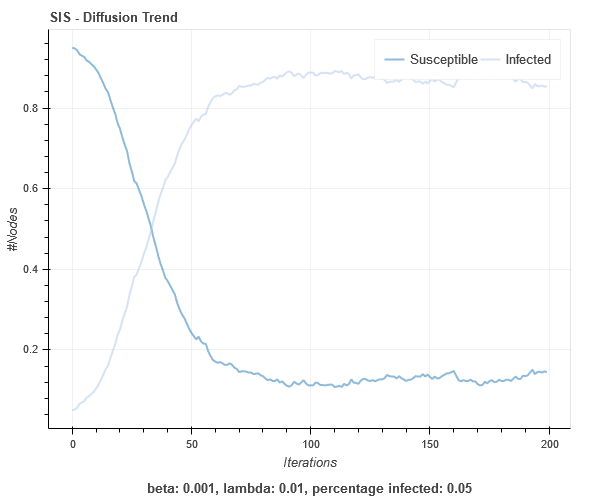 SIS - Diffusion Trend
Susceptible Infected
#Nodes
0.8
0.6
0.4
0.2
0 50 100 150 200
Iterations
beta: 0.001, lambda: 0.01, percentage infected: 0.05